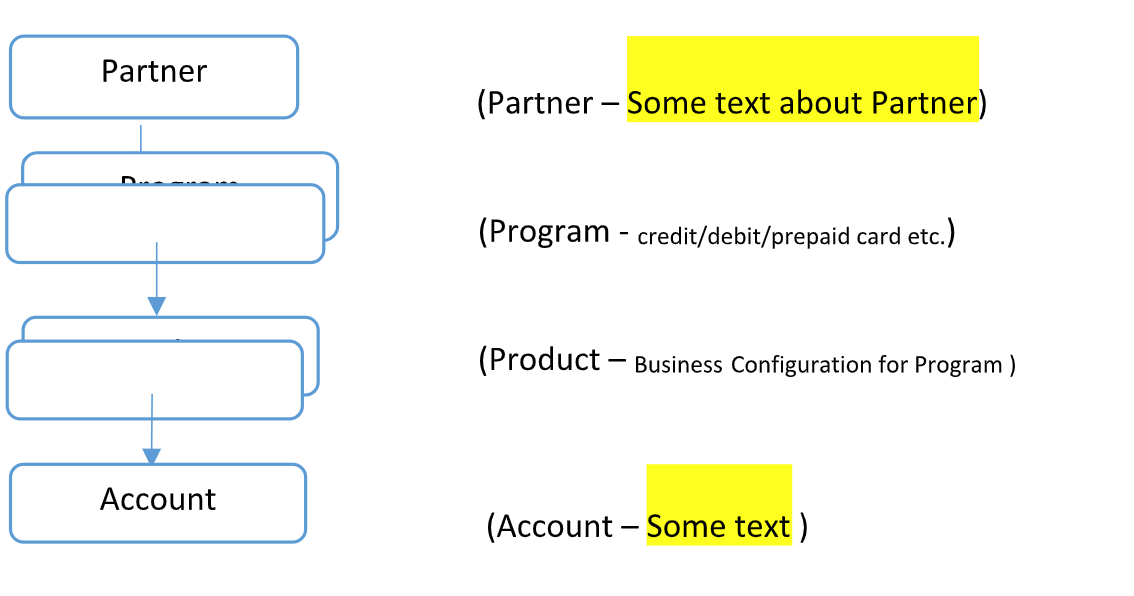 Partner
(Partner – Some text about Partner)
Program
(Program - credit/debit/prepaid card etc.)
(Product – Business Configuration for Program )
Account
(Account – Some text )